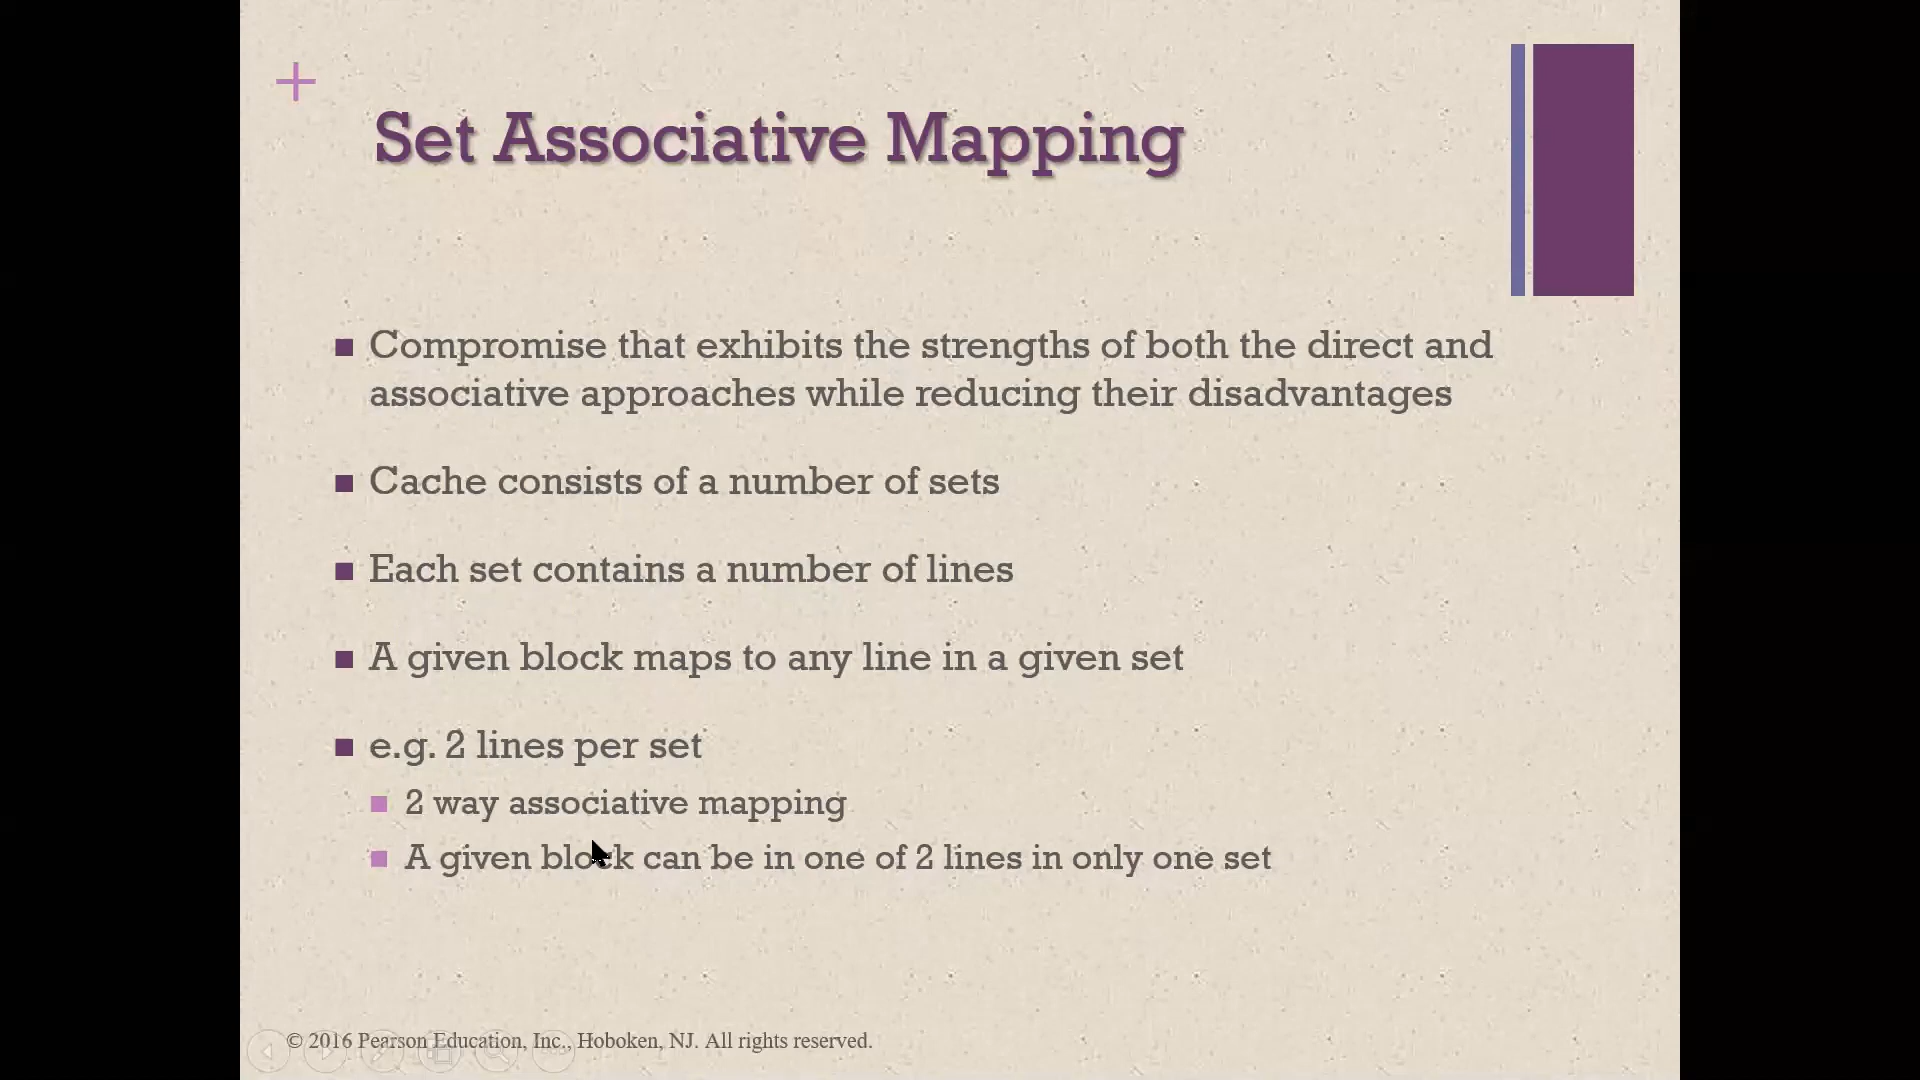 +
Set Associative Mapping
Compromise that exhibits the strengths of both the direct and
associative approaches while reducing their disadvantages
Cache consists of a number of sets
Each set contains a number of lines
A given block maps to any line in a given set
e.g. 2 lines per set
2 way associative mapping
A given block can be in one of 2 lines in only one set
© 2016 Pearson Education, Inc., Hoboken, NJ. All rights reserved.